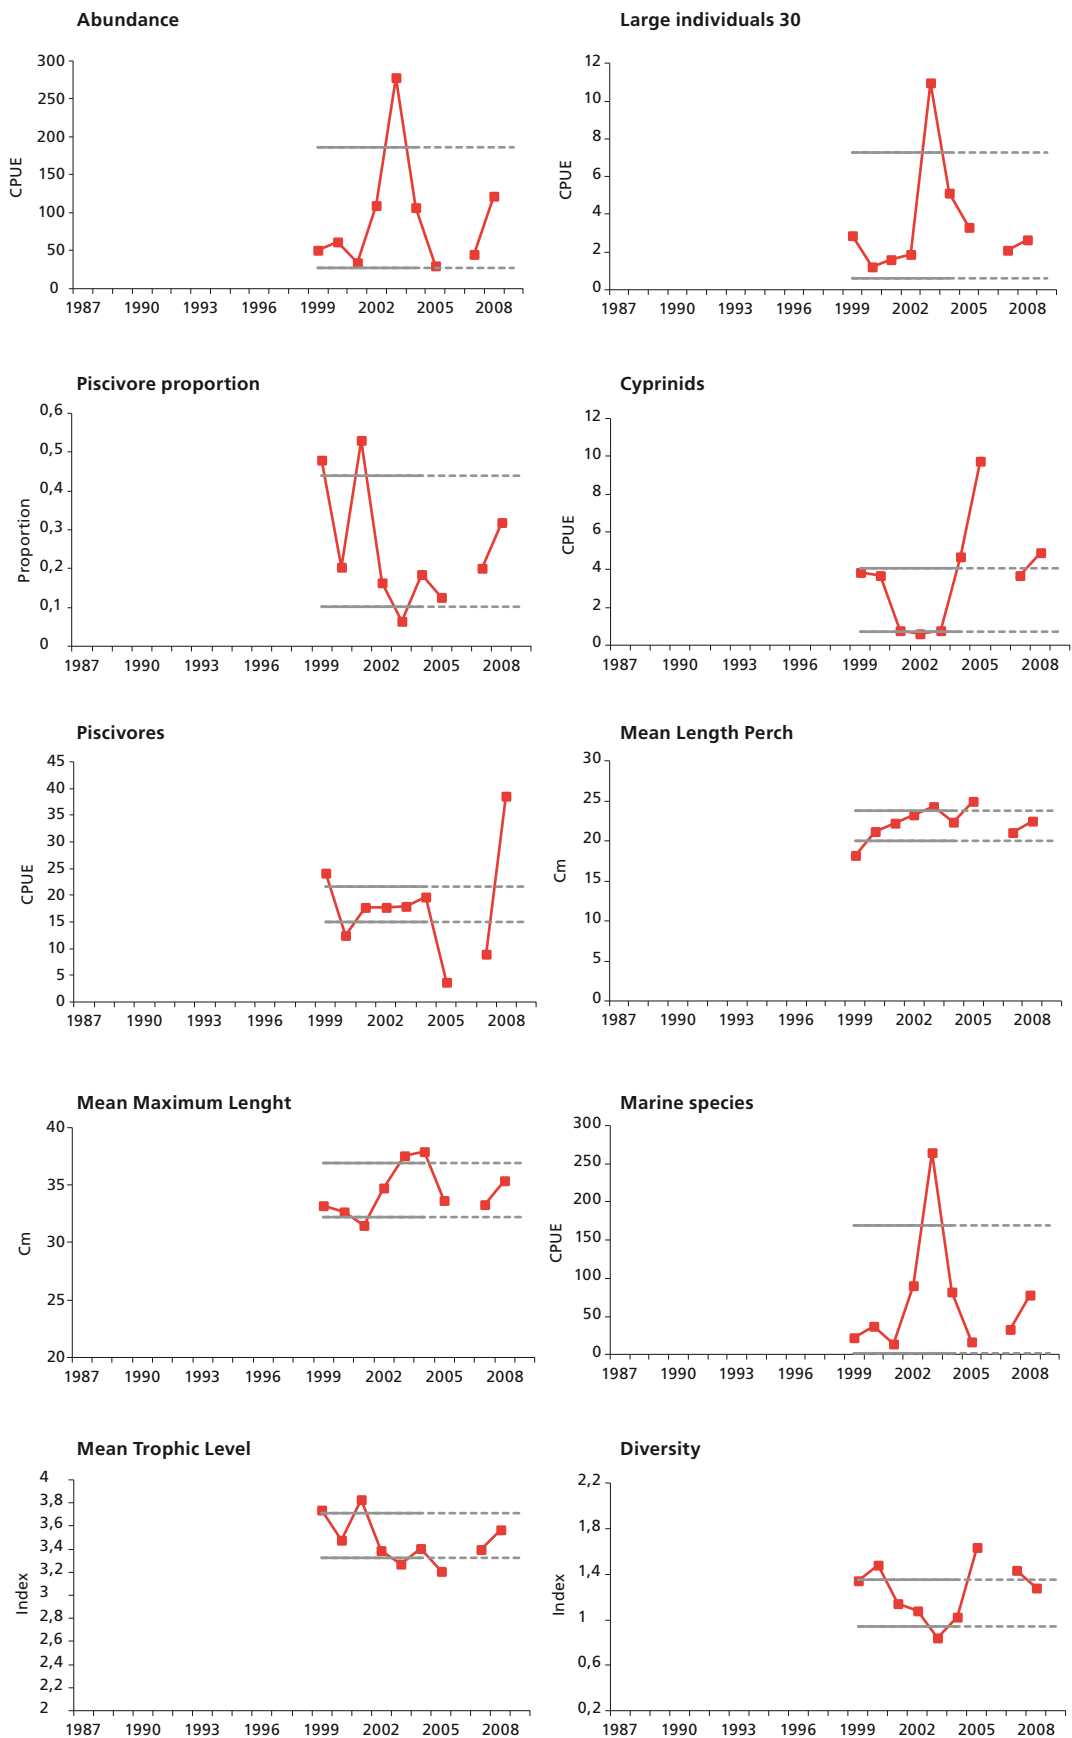 Abundance
CPUE
300
250
200
150
100
50
0
1987 1990 1993 1996 1999 2002 2005 2008
Large individuals 30
CPUE
12
10
8
6
4
2
0
1987 1990 1993 1996 1999 2002 2005 2008
Piscivore proportion
Proportion
0,6
0,5
0,4
0,3
0,2
0,1
0
1987 1990 1993 1996 1999 2002 2005 2008
Cyprinids
CPUE
12
10
8
6
4
2
0
1987 1990 1993 1996 1999 2002 2005 2008
Piscivores
CPUE
45
40
35
30
25
20
15
10
5
0
1987 1990 1993 1996 1999 2002 2005 2008
Mean Length Perch
Cm
30
25
20
15
10
5
0
1987 1990 1993 1996 1999 2002 2005 2008
Mean Maximum Lenght
Cm
40
35
30
25
20
1987 1990 1993 1996 1999 2002 2005 2008
Marine species
CPUE
300
250
200
150
100
50
0
1987 1990 1993 1996 1999 2002 2005 2008
Mean Trophic Level
Index
4
3,8
3,6
3,4
3,2
3
2,8
2,6
2,4
2,2
2
1987 1990 1993 1996 1999 2002 2005 2008
Diversity
Index
2,2
1,8
1,4
1
0,6
0,2
1987 1990 1993 1996 1999 2002 2005 2008